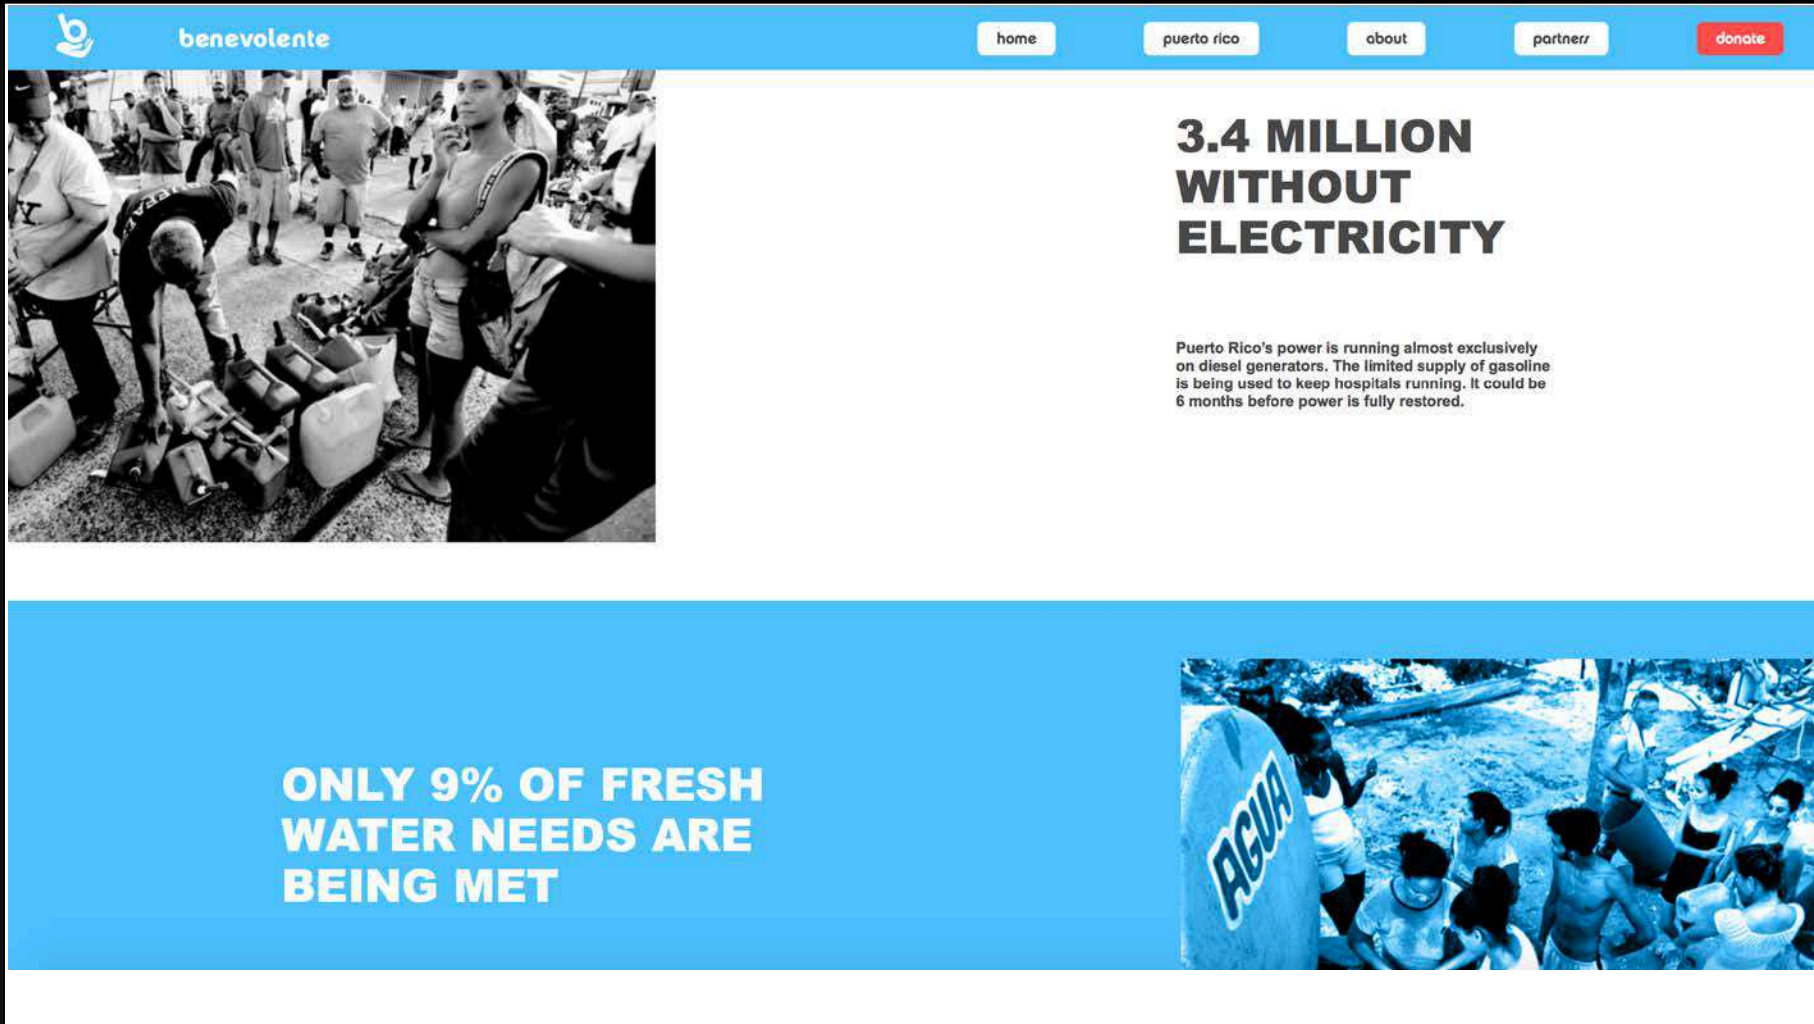 benevolente
home
puerto rico
about
partners
donate
3.4 MILLION
WITHOUT
ELECTRICITY
Puerto Rico's power is running almost exclusively
on diesel generators. The limited supply of gasoline
is being used to keep hospitals running. It could be
6 months before power is fully restored.
ONLY 9% OF FRESH
WATER NEEDS ARE
BEING MET
AGUA